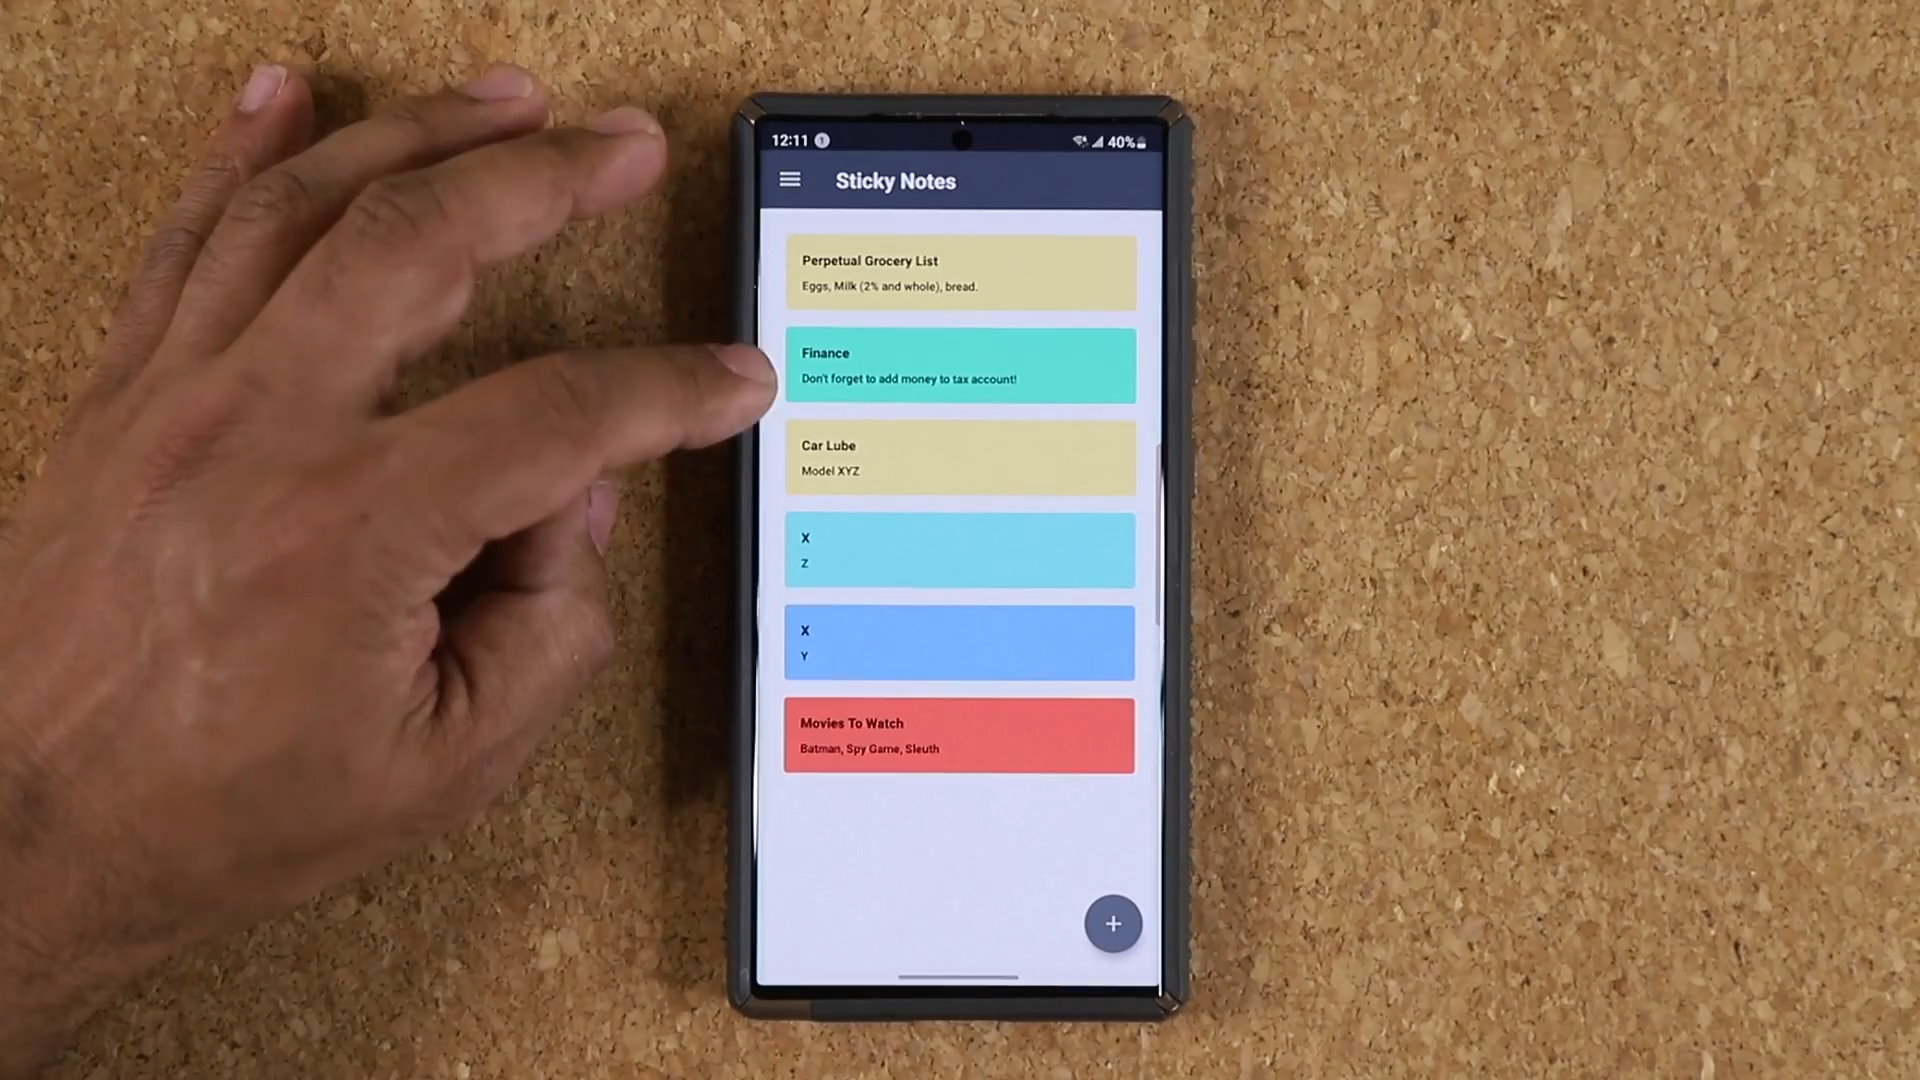 12:11 1 40%
Sticky Notes
Perpetual Grocery List
Eggs, Milk (2% and whole), bread.
Finance
Don't forget to add money to tax account!
Car Lube
Model XYZ
X
Z
X
Y
Movies To Watch
Batman, Spy Game, Sleuth
+